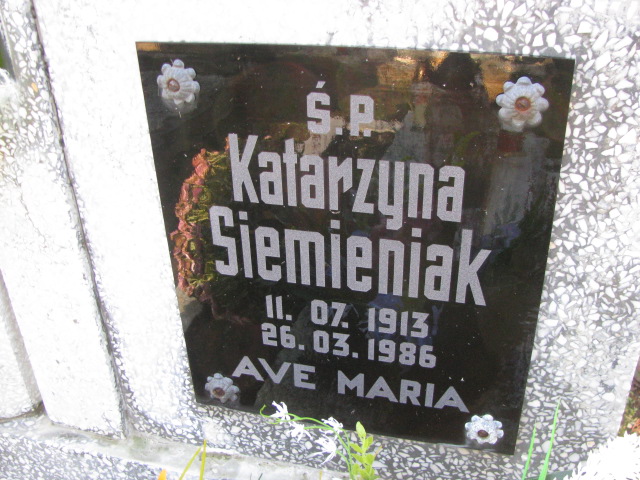 Ś.P.
Katarzyna
Siemieniak
11. 07. 1913
26. 03. 1986
AVE MARIA